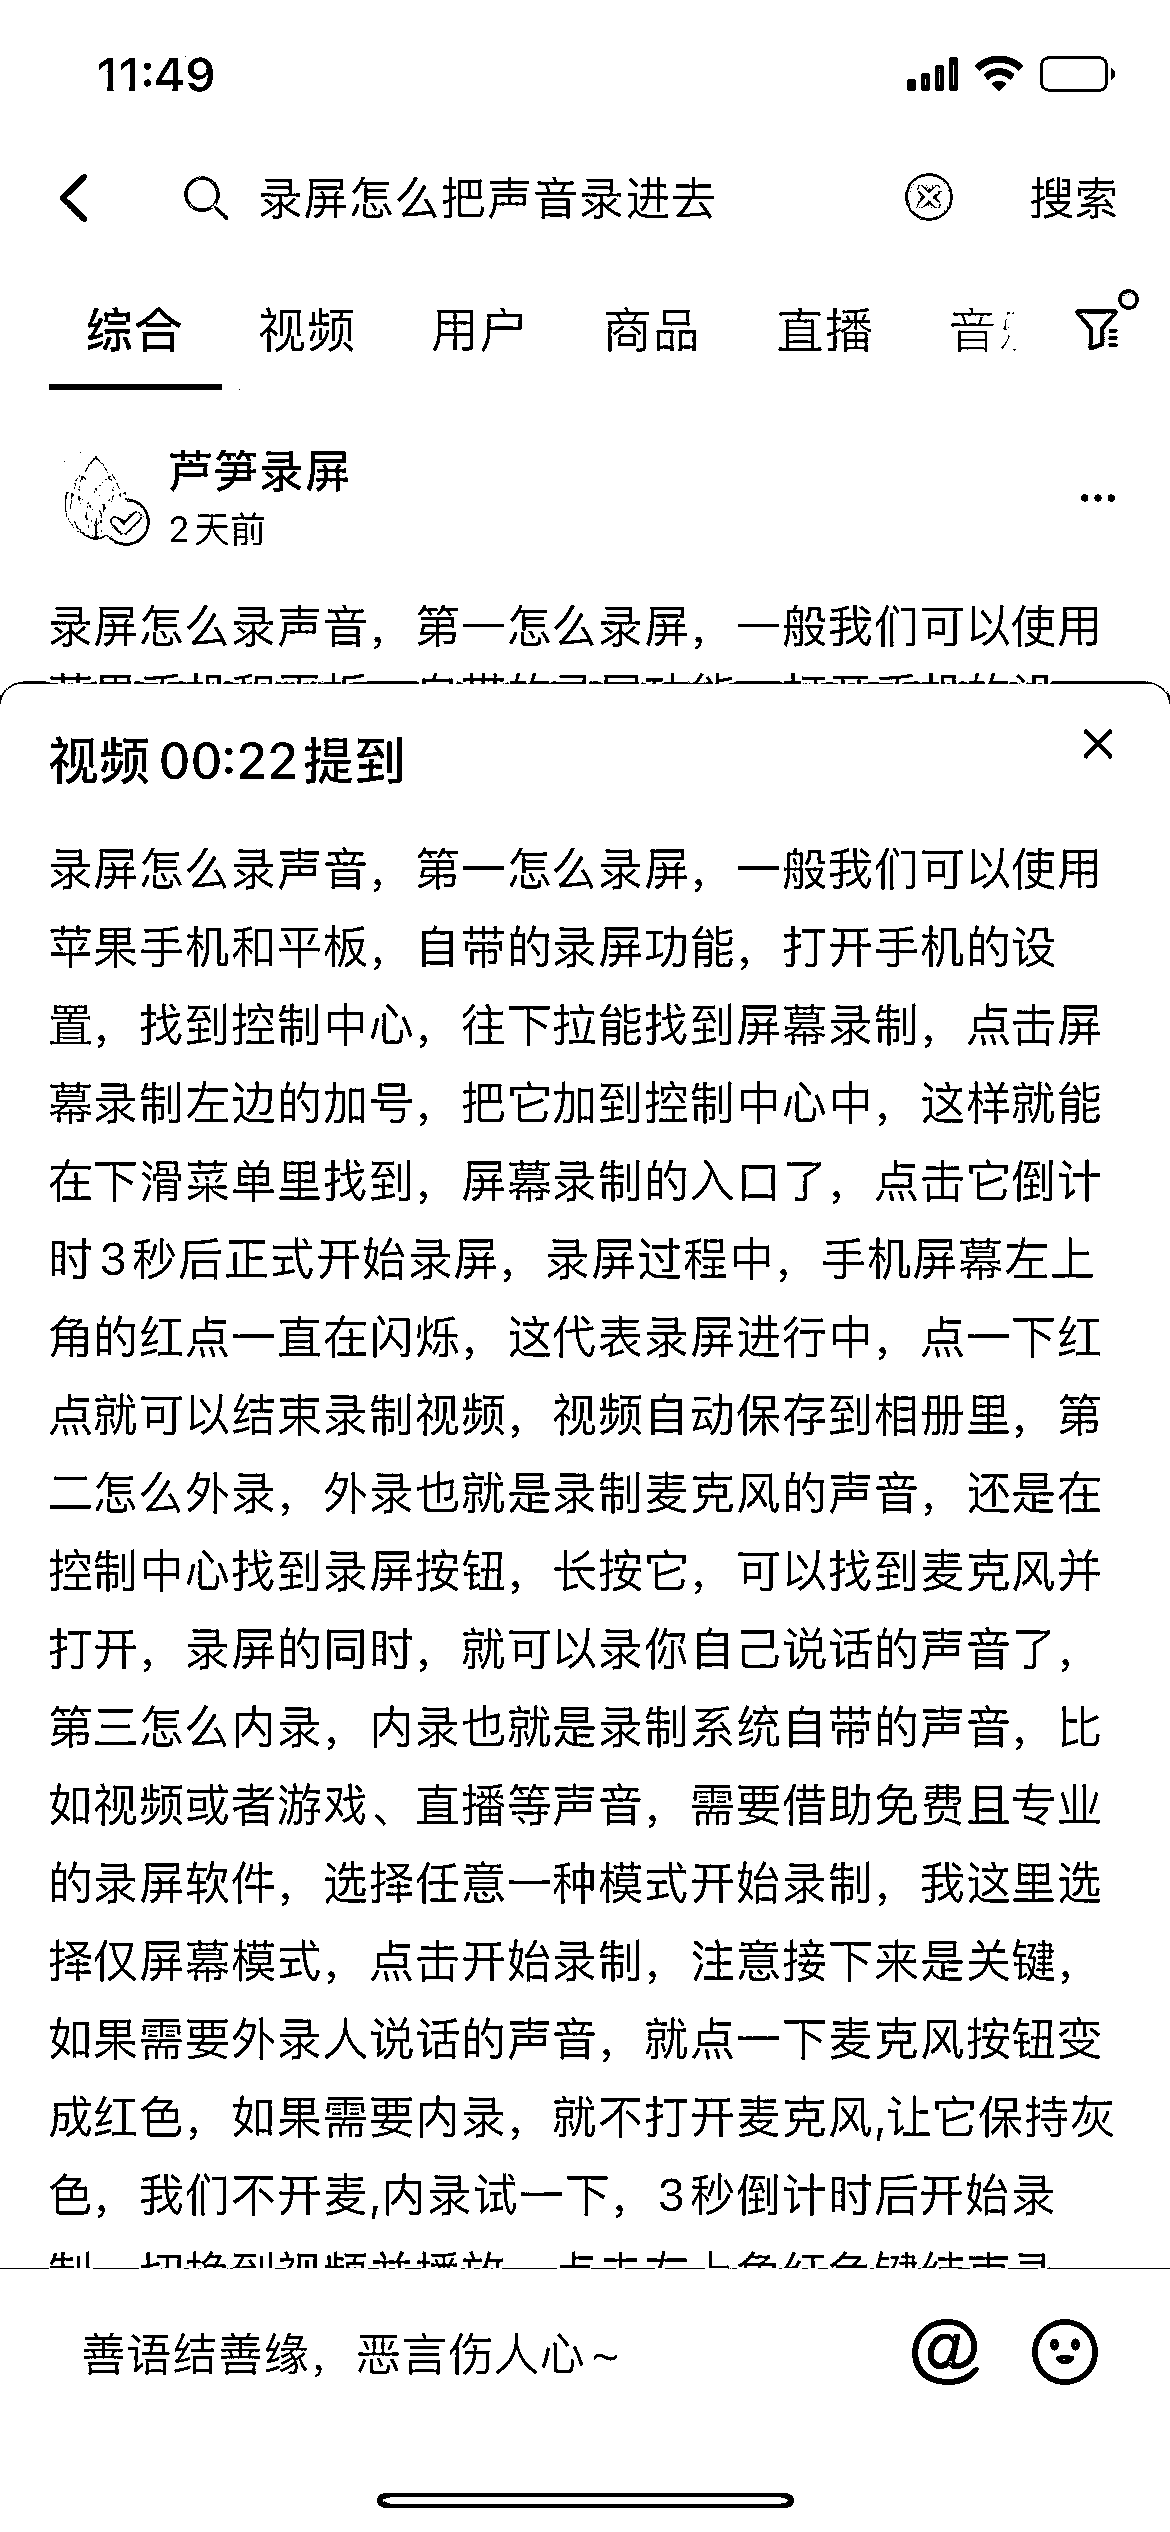 11:49
录屏怎么把声音录进去
搜索
综合 视频 用户 商品 直播 音
芦笋录屏
2天前
录屏怎么录声音，第一怎么录屏，一般我们可以使用
视频00:22提到
录屏怎么录声音，第一怎么录屏，一般我们可以使用
苹果手机和平板，自带的录屏功能，打开手机的设
置，找到控制中心，往下拉能找到屏幕录制，点击屏
幕录制左边的加号，把它加到控制中心中，这样就能
在下滑菜单里找到，屏幕录制的入口了，点击它倒计
时3秒后正式开始录屏，录屏过程中，手机屏幕左上
角的红点一直在闪烁，这代表录屏进行中，点一下红
点就可以结束录制视频，视频自动保存到相册里，第
二怎么外录，外录也就是录制麦克风的声音，还是在
控制中心找到录屏按钮，长按它，可以找到麦克风并
打开，录屏的同时，就可以录你自己说话的声音了，
第三怎么内录，内录也就是录制系统自带的声音，比
如视频或者游戏、直播等声音，需要借助免费且专业
的录屏软件，选择任意一种模式开始录制，我这里选
择仅屏幕模式，点击开始录制，注意接下来是关键，
如果需要外录人说话的声音，就点一下麦克风按钮变
成红色，如果需要内录，就不打开麦克风,让它保持灰
色，我们不开麦,内录试一下，3秒倒计时后开始录
善语结善缘，恶言伤人心~